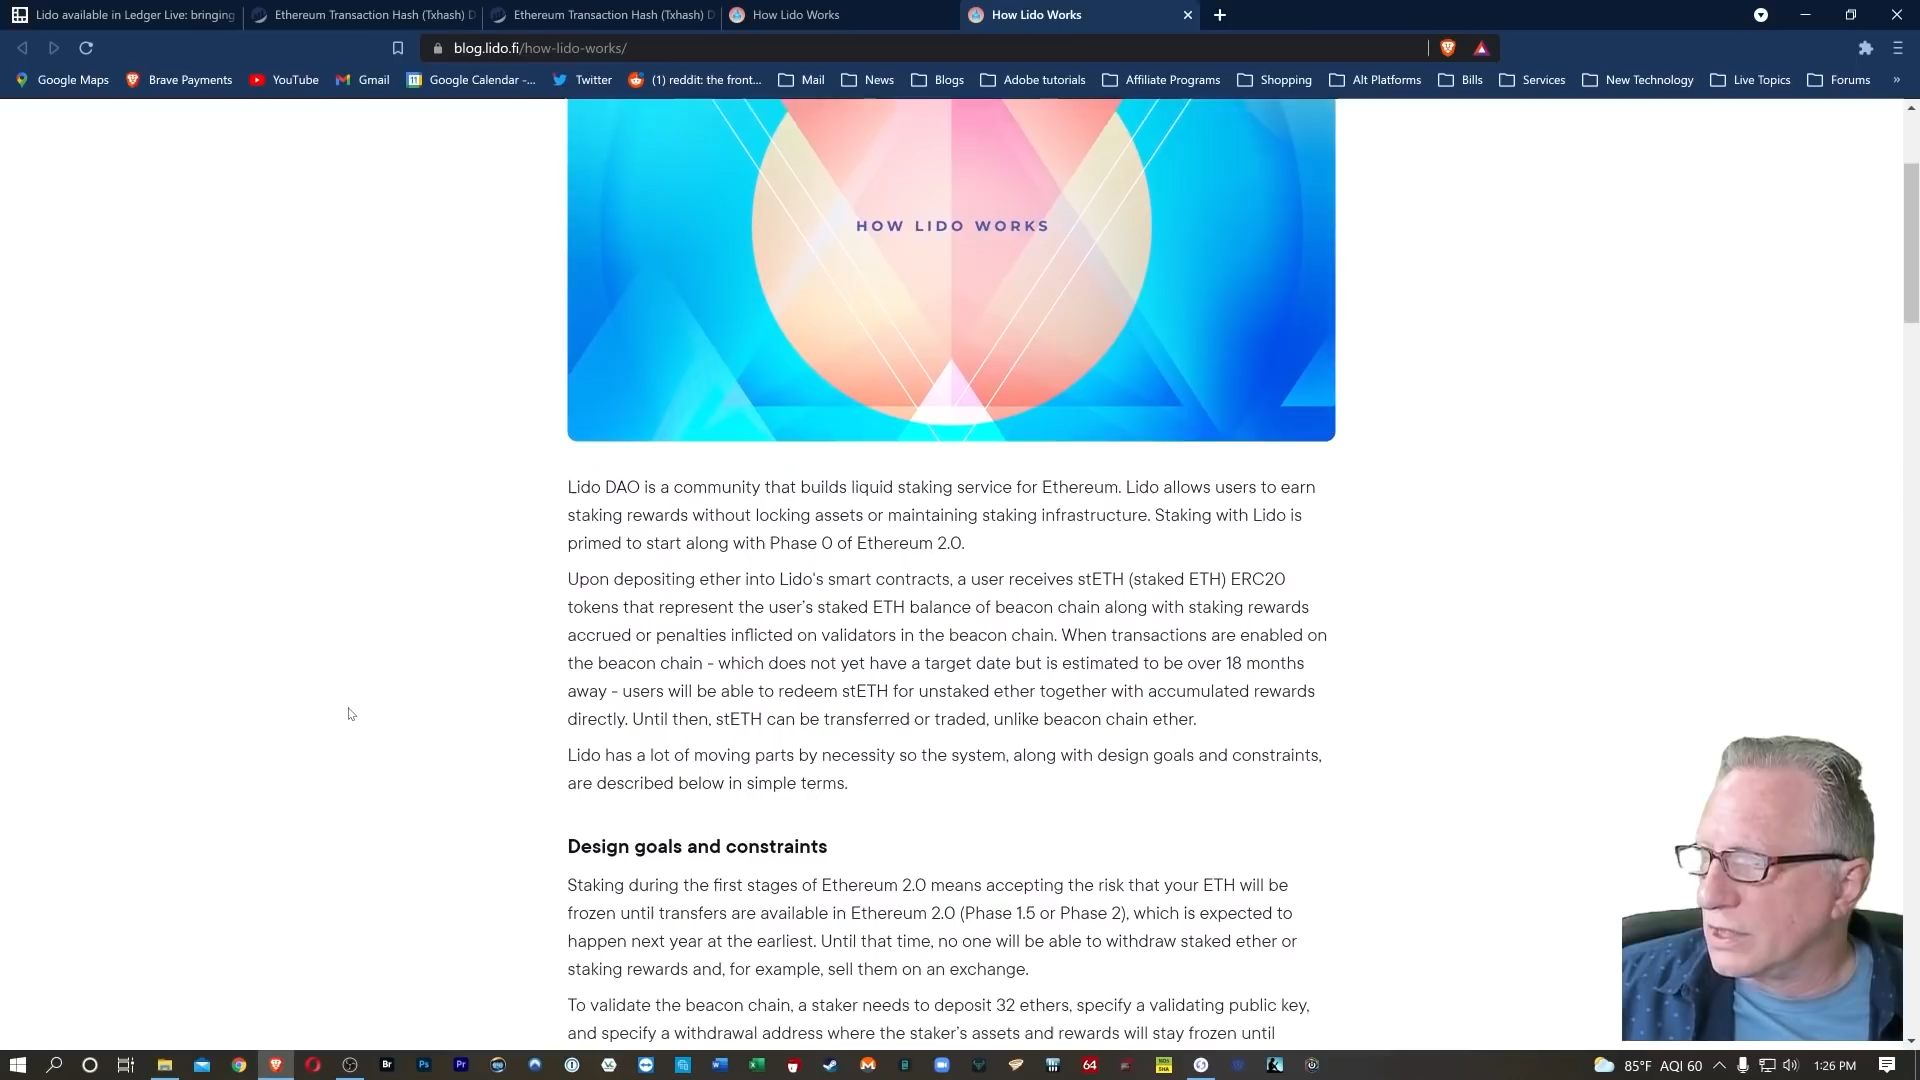 Lido available in Ledger Live: bringing
Ethereum Transaction Hash (Txhash) D
Ethereum Transaction Hash (Txhash) D
How Lido Works
How Lido Works
blog.lido.fi/how-lido-works/
Google Maps
Brave Payments
YouTube
Gmail
Google Calendar -...
Twitter
(1) reddit: the front...
Mail
News
Blogs
Adobe tutorials
Affiliate Programs
Shopping
Alt Platforms
Bills
Services
New Technology
Live Topics
Forums
»
HOW LIDO WORKS
Lido DAO is a community that builds liquid staking service for Ethereum. Lido allows users to earn
staking rewards without locking assets or maintaining staking infrastructure. Staking with Lido is
primed to start along with Phase 0 of Ethereum 2.0.
Upon depositing ether into Lido's smart contracts, a user receives stETH (staked ETH) ERC20
tokens that represent the user’s staked ETH balance of beacon chain along with staking rewards
accrued or penalties inflicted on validators in the beacon chain. When transactions are enabled on
the beacon chain - which does not yet have a target date but is estimated to be over 18 months
away - users will be able to redeem stETH for unstaked ether together with accumulated rewards
directly. Until then, stETH can be transferred or traded, unlike beacon chain ether.
Lido has a lot of moving parts by necessity so the system, along with design goals and constraints,
are described below in simple terms.
Design goals and constraints
Staking during the first stages of Ethereum 2.0 means accepting the risk that your ETH will be
frozen until transfers are available in Ethereum 2.0 (Phase 1.5 or Phase 2), which is expected to
happen next year at the earliest. Until that time, no one will be able to withdraw staked ether or
staking rewards and, for example, sell them on an exchange.
To validate the beacon chain, a staker needs to deposit 32 ethers, specify a validating public key,
and specify a withdrawal address where the staker’s assets and rewards will stay frozen until
Br
Ps
Pr
64
85°F AQI 60
1:26 PM